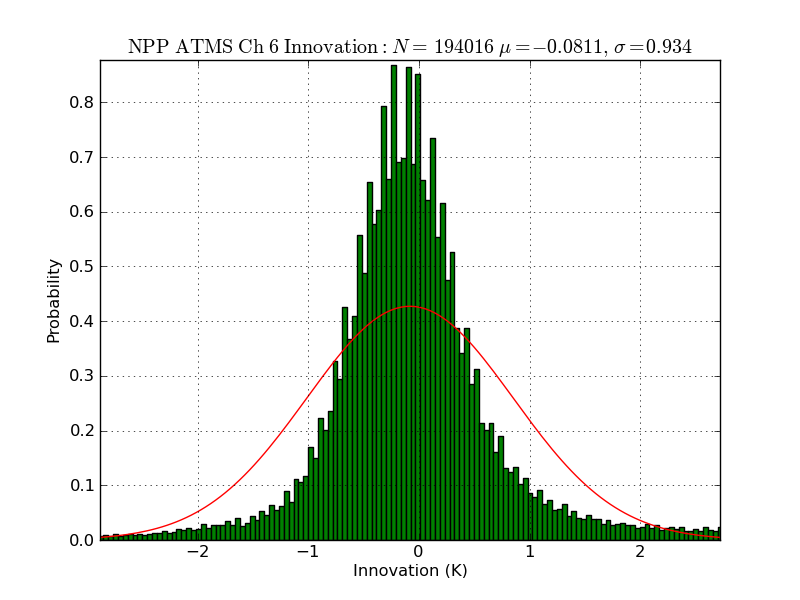 NPP ATMS Ch 6 Innovation : N = 194016 μ = −0.0811, σ = 0.934
0.8
0.7
0.6
0.5
0.4
0.3
0.2
0.1
0.0
Probability
−2 −1 0 1 2
Innovation (K)